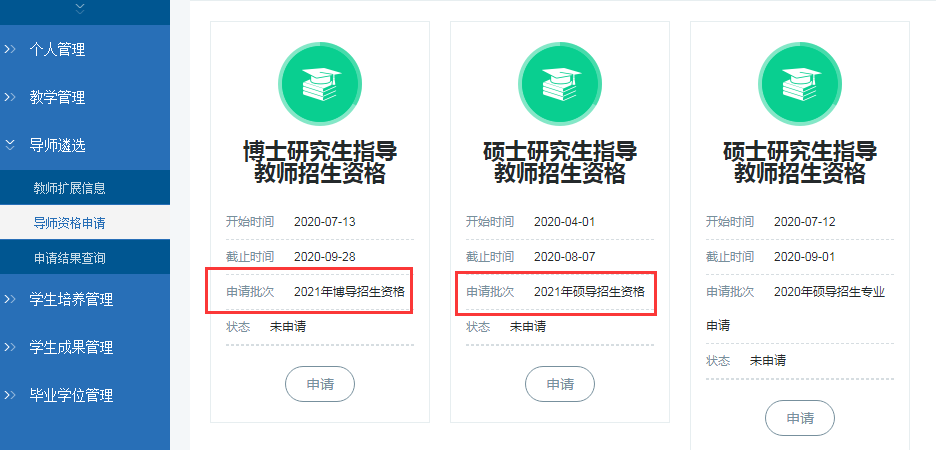 个人管理
教学管理
导师遴选
教师扩展信息
导师资格申请
申请结果查询
学生培养管理
学生成果管理
毕业学位管理
博士研究生指导
教师招生资格
开始时间 2020-07-13
截止时间 2020-09-28
申请批次 2021年博导招生资格
状态 未申请
申请
硕士研究生指导
教师招生资格
开始时间 2020-04-01
截止时间 2020-08-07
申请批次 2021年硕导招生资格
状态 未申请
申请
硕士研究生指导
教师招生资格
开始时间 2020-07-12
截止时间 2020-09-01
申请批次 2020年硕导招生专业
申请
状态 未申请
申请